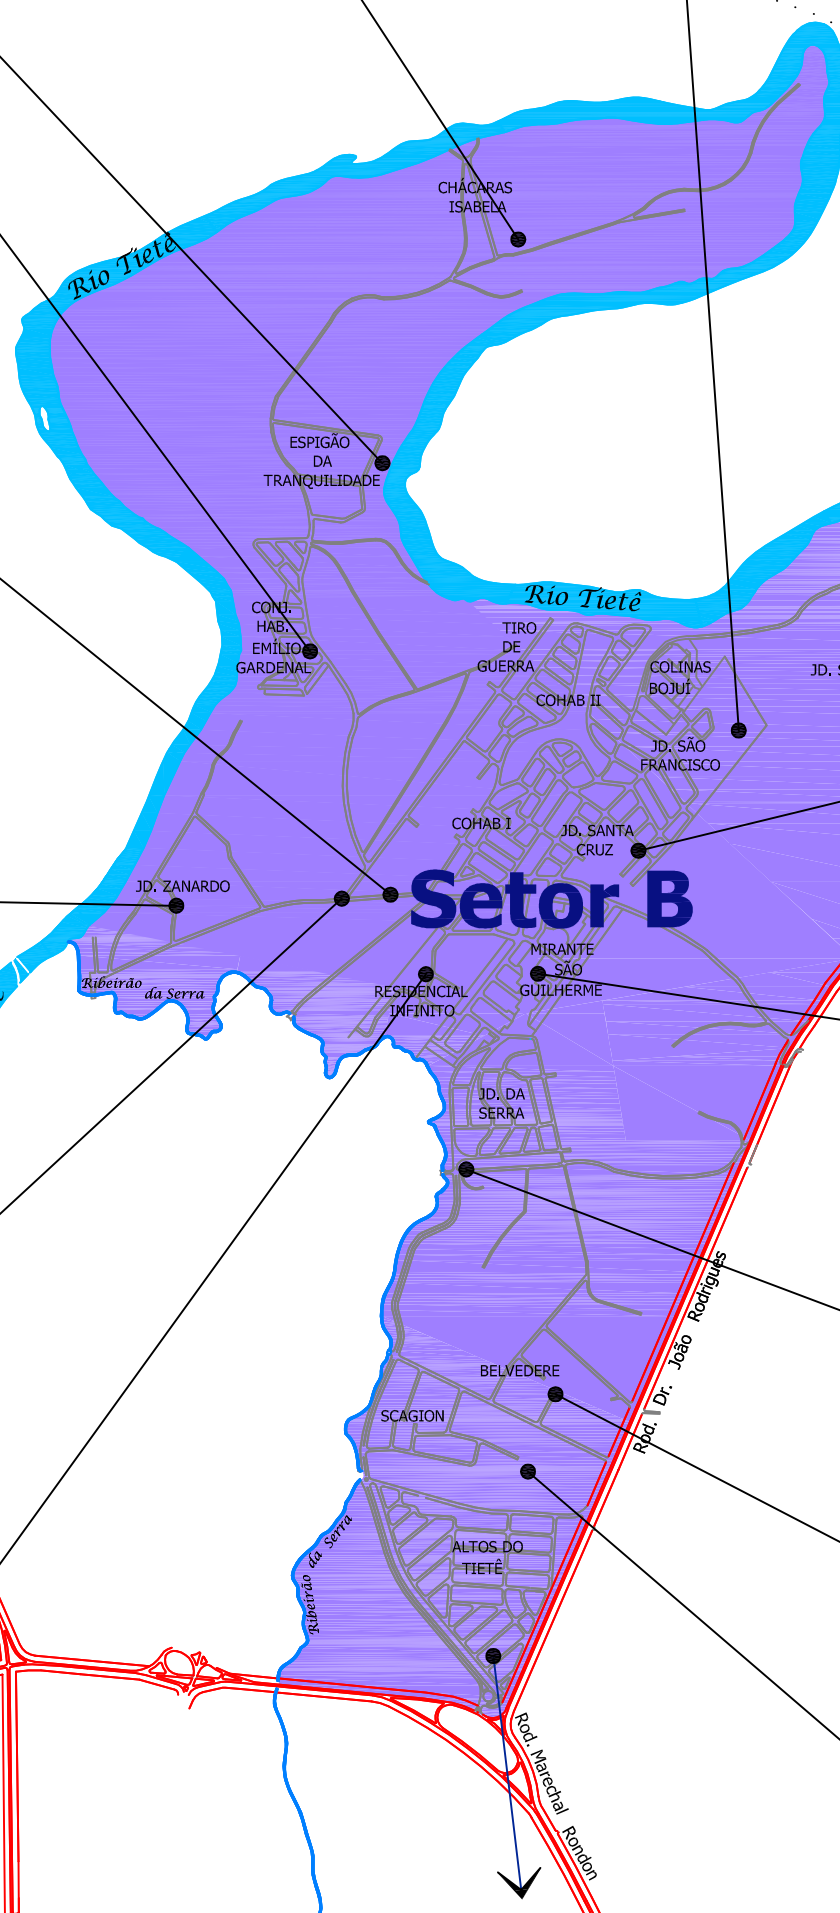 CHÁCARAS
ISABELA
Rio Tietê
ESPIGÃO
DA
TRANQUILIDADE
Rio Tietê
CONJ.
HAB.
EMÍLIO
GARDENAL
TIRO
DE
GUERRA
COLINAS
BOJUÍ
JD. S
COHAB II
JD. SÃO
FRANCISCO
COHAB I
JD. SANTA
CRUZ
JD. ZANARDO
Setor B
MIRANTE
SÃO
GUILHERME
Ribeirão
da Serra
RESIDENCIAL
INFINITO
JD. DA
SERRA
Rod. Dr. João Rodrigues
BELVEDERE
SCAGION
Ribeirão da Serra
ALTOS DO
TIETÊ
Rod. Marechal Rondon